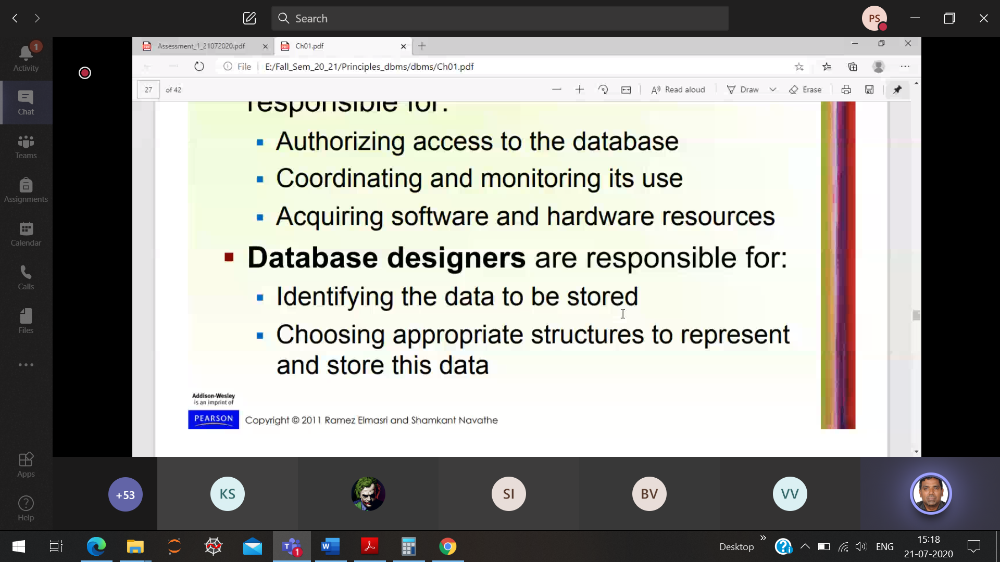 Search
PS
Assessment_1_21072020.pdf
Ch01.pdf
File
E:/Fall_Sem_20_21/Principles_dbms/dbms/Ch01.pdf
27
of 42
Read aloud
Draw
Erase
1
Activity
Chat
Teams
Assignments
Calendar
Calls
Files
Apps
Help
responsible for:
Authorizing access to the database
Coordinating and monitoring its use
Acquiring software and hardware resources
Database designers are responsible for:
Identifying the data to be stored
Choosing appropriate structures to represent
and store this data
Addison-Wesley
is an imprint of
PEARSON
Copyright © 2011 Ramez Elmasri and Shamkant Navathe
+53
KS
SI
BV
VV
1
W
Desktop
ENG
15:18
21-07-2020